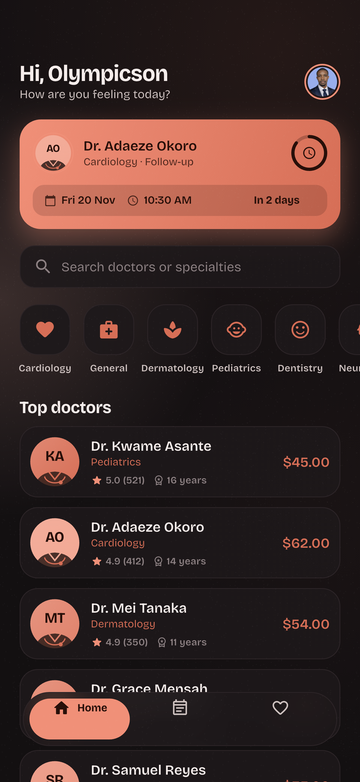 Hi, Olympicson
How are you feeling today?
AO
Dr. Adaeze Okoro
Cardiology · Follow-up
Fri 20 Nov
10:30 AM
In 2 days
Search doctors or specialties
Cardiology
General
Dermatology
Pediatrics
Dentistry
Neur
Top doctors
KA
Dr. Kwame Asante
Pediatrics
5.0 (521)
16 years
$45.00
AO
Dr. Adaeze Okoro
Cardiology
4.9 (412)
14 years
$62.00
MT
Dr. Mei Tanaka
Dermatology
4.9 (350)
11 years
$54.00
Dr. Grace Mensah
Home
SR
Dr. Samuel Reyes